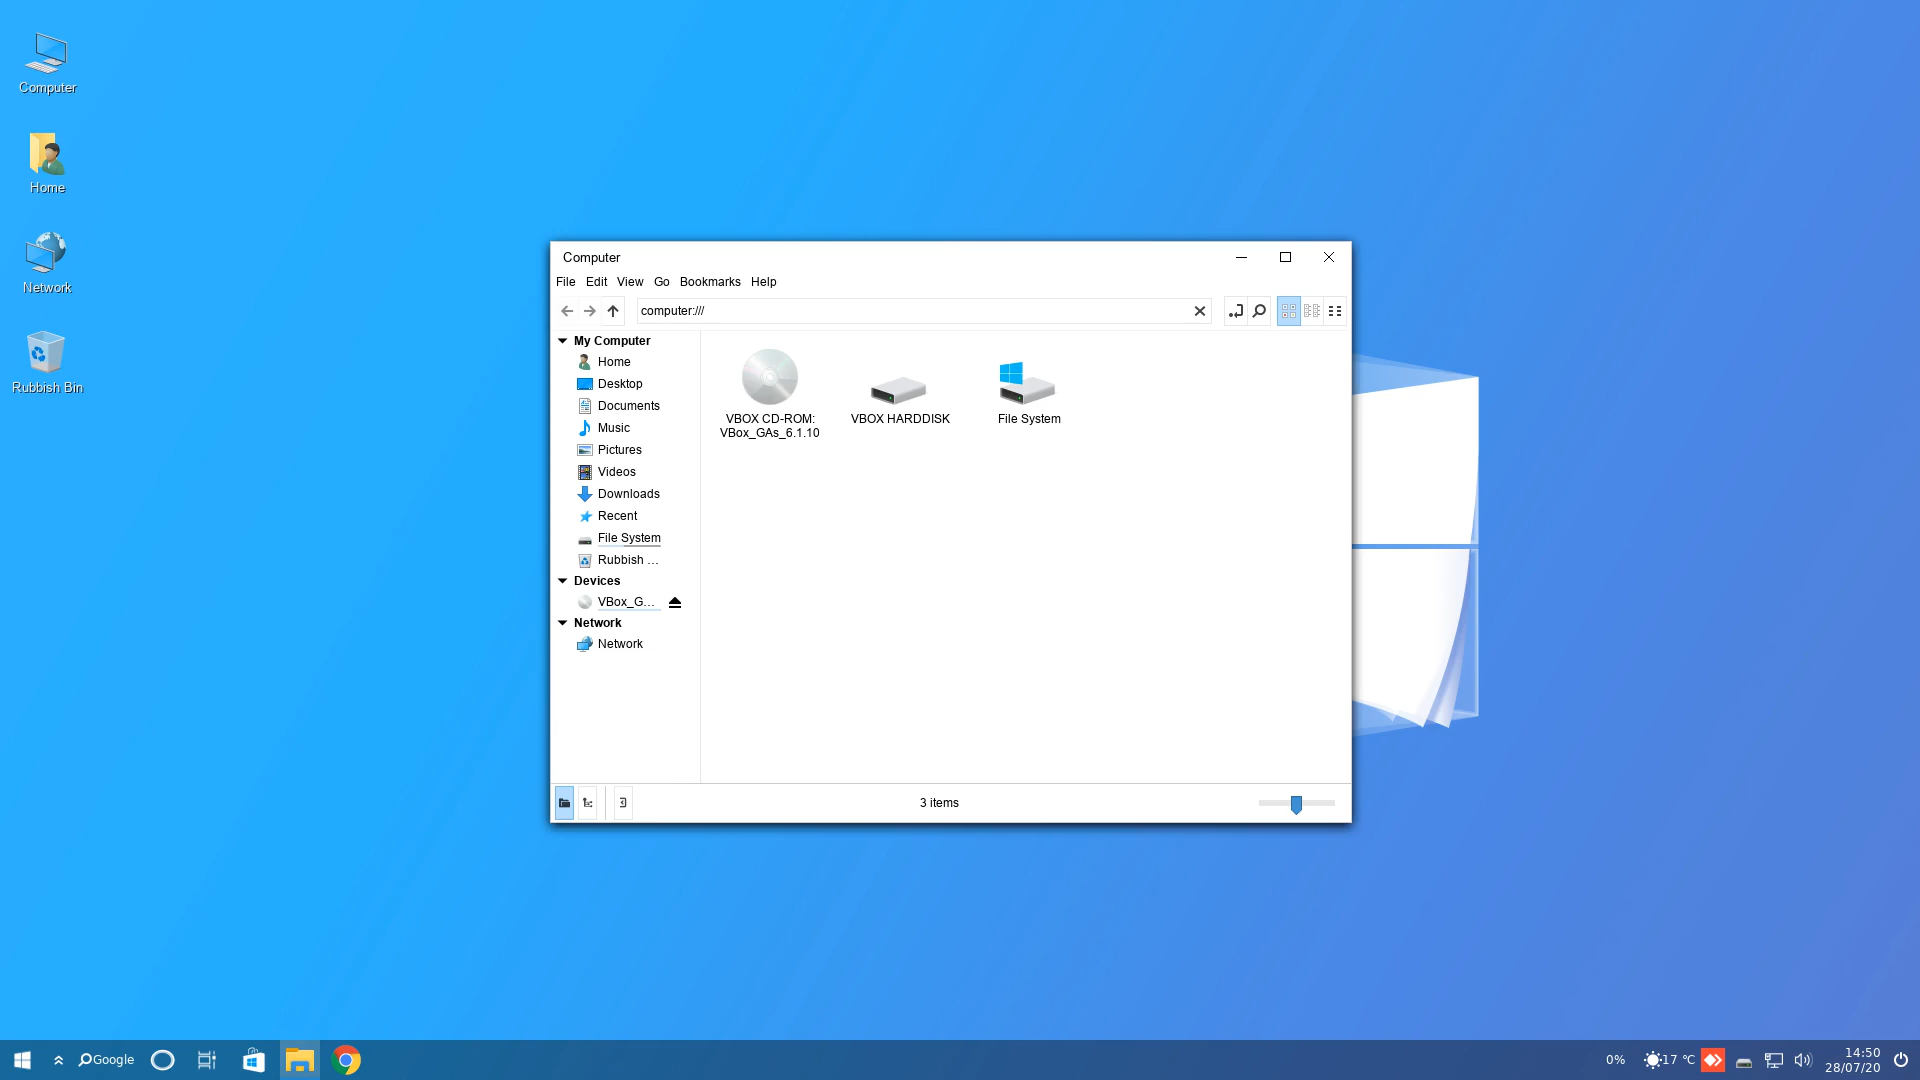 Computer
Home
Network
Rubbish Bin
Computer
File Edit View Go Bookmarks Help
computer:///
My Computer
Home
Desktop
Documents
Music
Pictures
Videos
Downloads
Recent
File System
Rubbish …
Devices
VBox_G…
Network
Network
VBOX CD-ROM:
VBox_GAs_6.1.10
VBOX HARDDISK
File System
3 items
Google
0%
17 °C
14:50
28/07/20